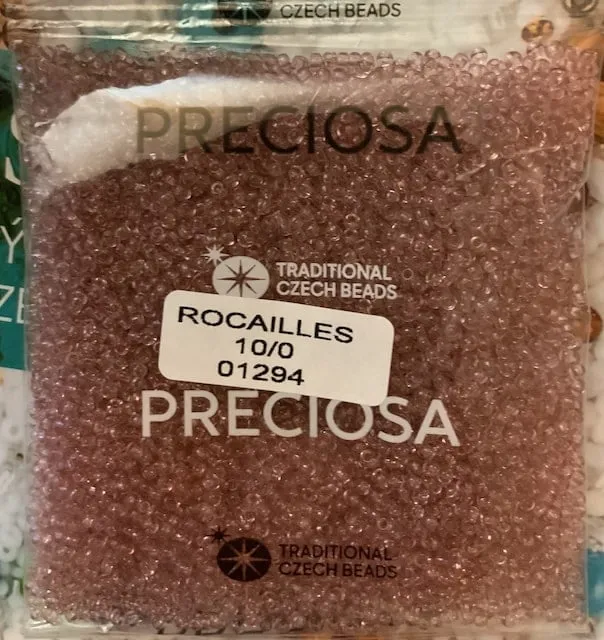 CZECH BEADS
PRECIOSA
TRADITIONAL
CZECH BEADS
ROCAILLES
10/0
01294
PRECIOSA
TRADITIONAL
CZECH BEADS